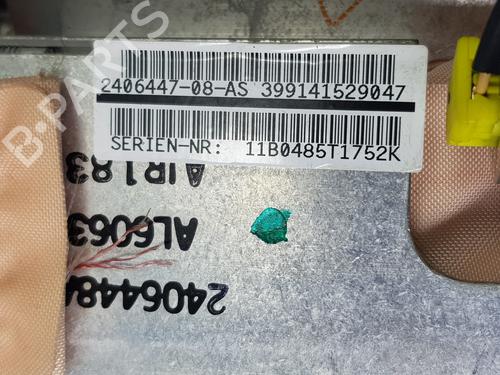 2406447-08-AS 399141529047
SERIEN-NR: 11B0485T1752K
AIR183
AL6063
2406448
B-PARTS